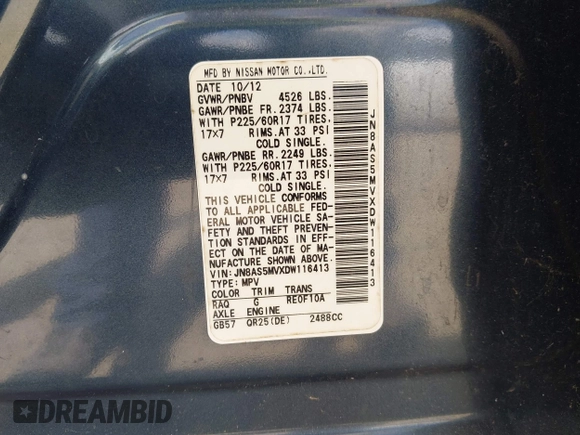 MFD BY NISSAN MOTOR CO.,LTD.
DATE 10/12
GVWR/PNBV 4526 LBS.
GAWR/PNBE FR. 2374 LBS.
WITH P225/60R17 TIRES.
17×7 RIMS.AT 33 PSI
COLD SINGLE.
GAWR/PNBE RR. 2249 LBS.
WITH P225/60R17 TIRES.
17×7 RIMS.AT 33 PSI
COLD SINGLE.
THIS VEHICLE CONFORMS
TO ALL APPLICABLE FED-
ERAL MOTOR VEHICLE SA-
FETY AND THEFT PREVEN-
TION STANDARDS IN EFF-
ECT ON THE DATE OF MA-
NUFACTURE SHOWN ABOVE.
VIN: JN8AS5MVXDW116413
TYPE: MPV
COLOR TRIM TRANS
RAQ G RE0F10A
AXLE ENGINE
GB57 QR25(DE) 2488CC
JN8AS5MVXDW116413
DREAMBID